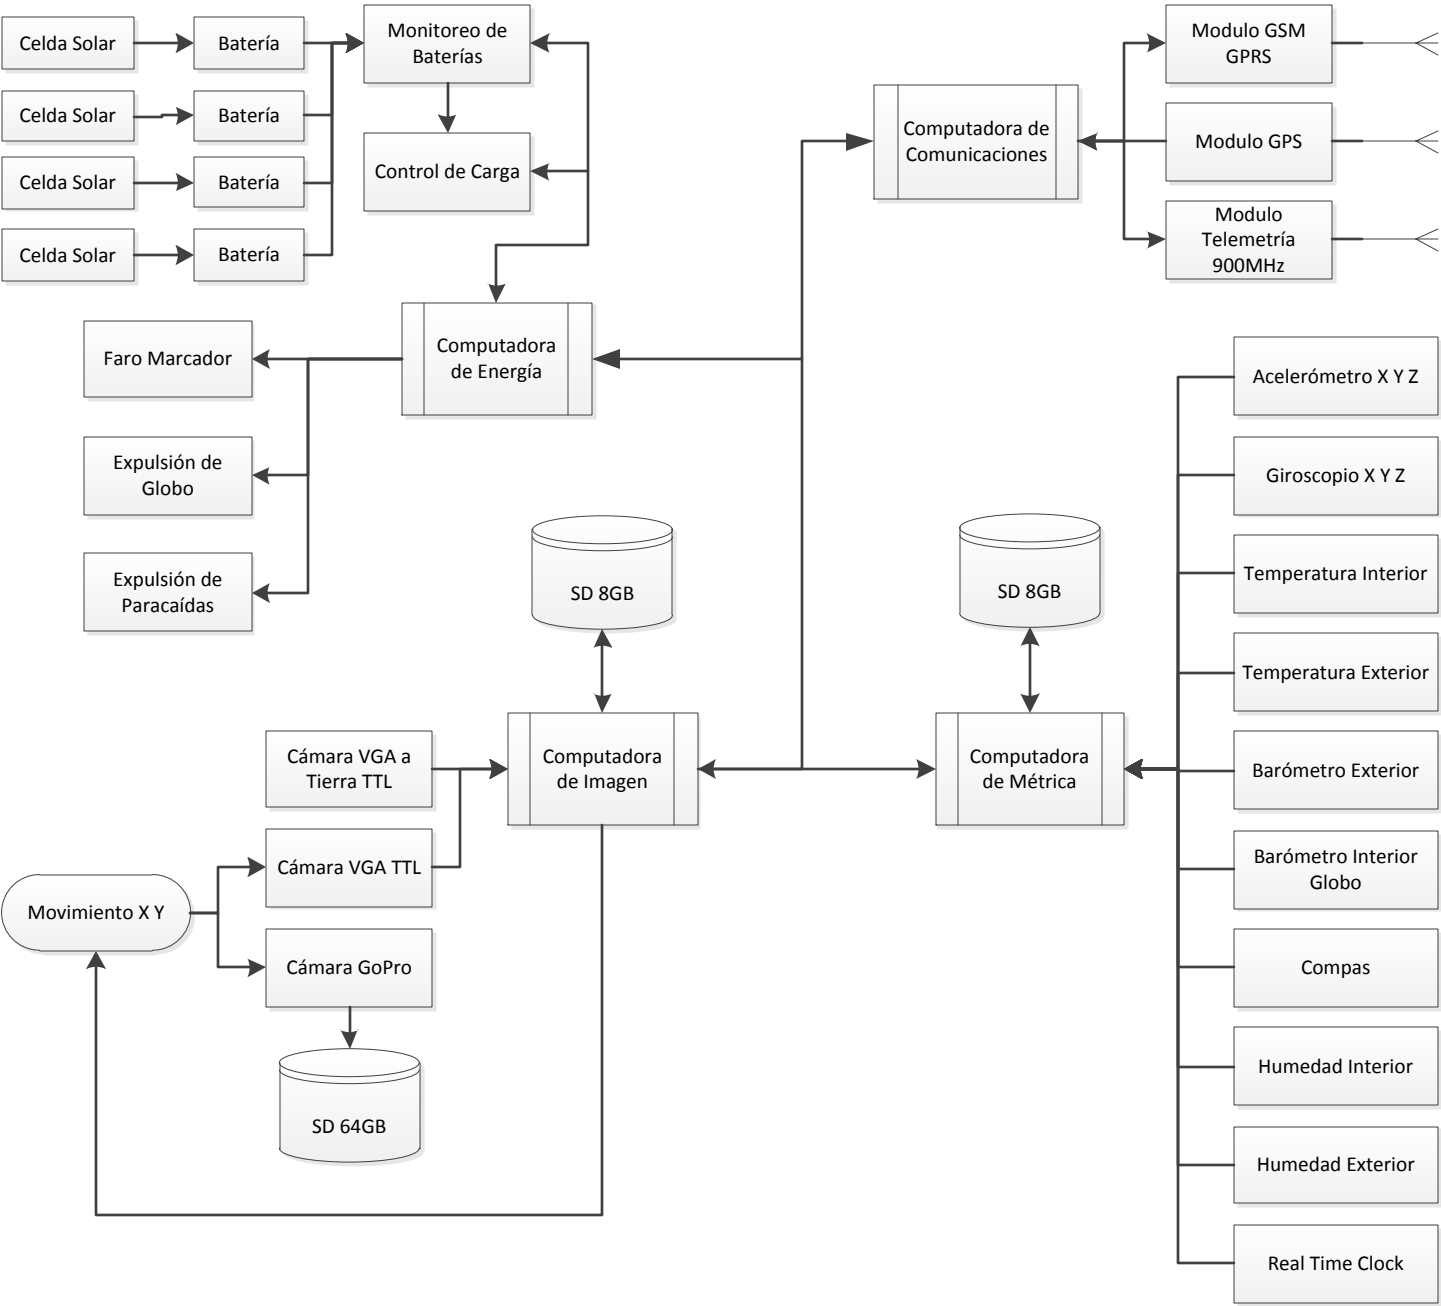 Celda Solar
Batería
Monitoreo de
Baterías
Celda Solar
Batería
Celda Solar
Batería
Control de Carga
Celda Solar
Batería
Modulo GSM
GPRS
Computadora de
Comunicaciones
Modulo GPS
Modulo
Telemetría
900MHz
Computadora
de Energía
Faro Marcador
Expulsión de
Globo
Expulsión de
Paracaídas
SD 8GB
SD 8GB
Cámara VGA a
Tierra TTL
Computadora
de Imagen
Computadora
de Métrica
Cámara VGA TTL
Movimiento X Y
Cámara GoPro
SD 64GB
Acelerómetro X Y Z
Giroscopio X Y Z
Temperatura Interior
Temperatura Exterior
Barómetro Exterior
Barómetro Interior
Globo
Compas
Humedad Interior
Humedad Exterior
Real Time Clock